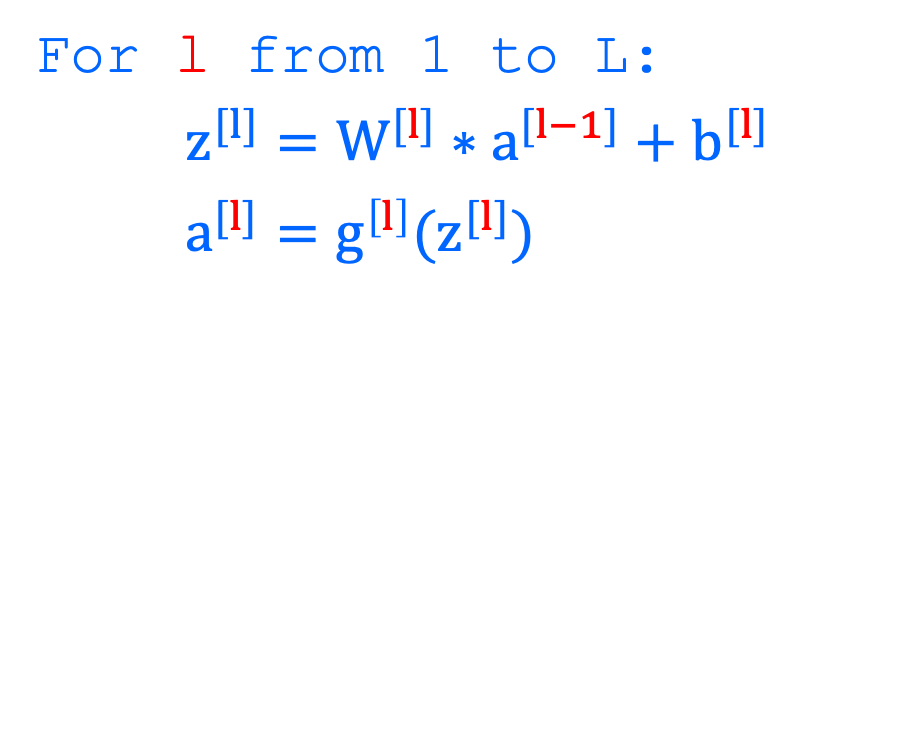 For l from 1 to L:
z^[l] = W^[l] * a^[l−1] + b^[l]
a^[l] = g^[l](z^[l])